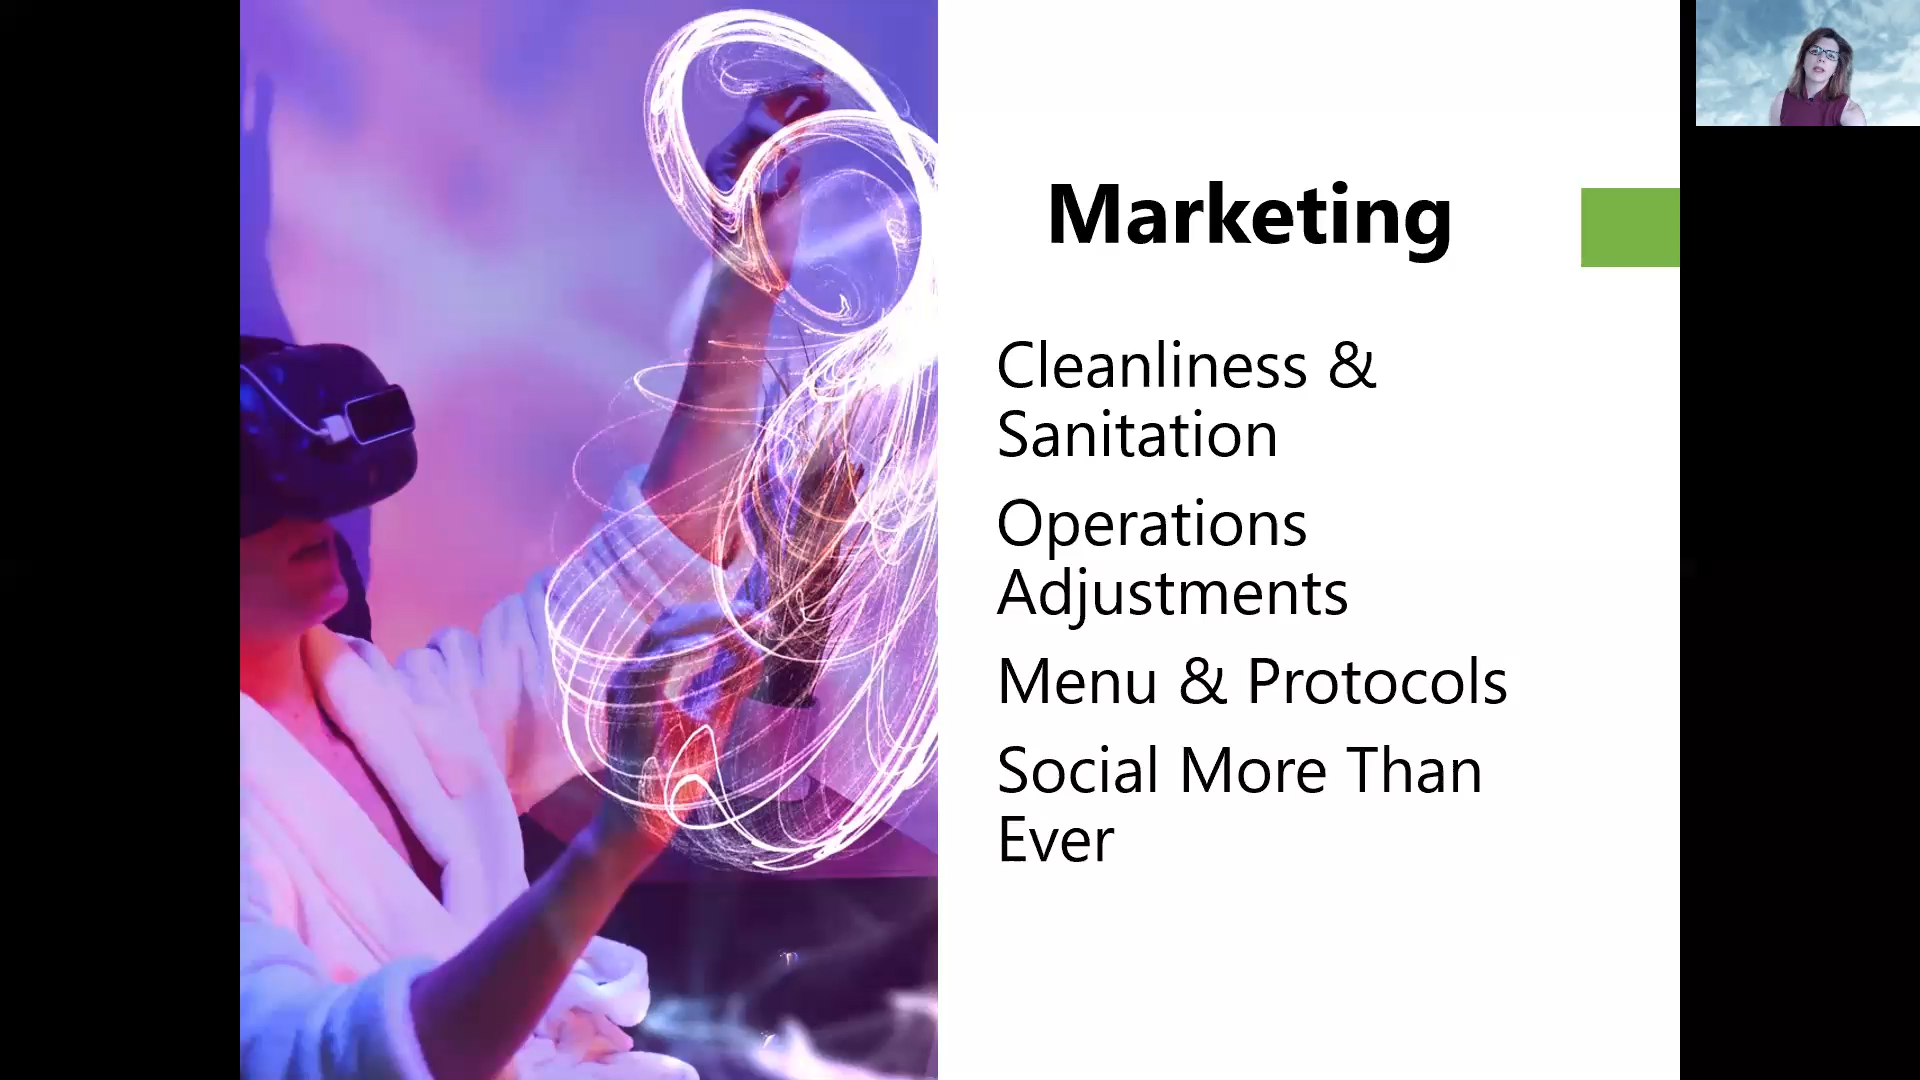 Marketing
Cleanliness &
Sanitation
Operations
Adjustments
Menu & Protocols
Social More Than
Ever